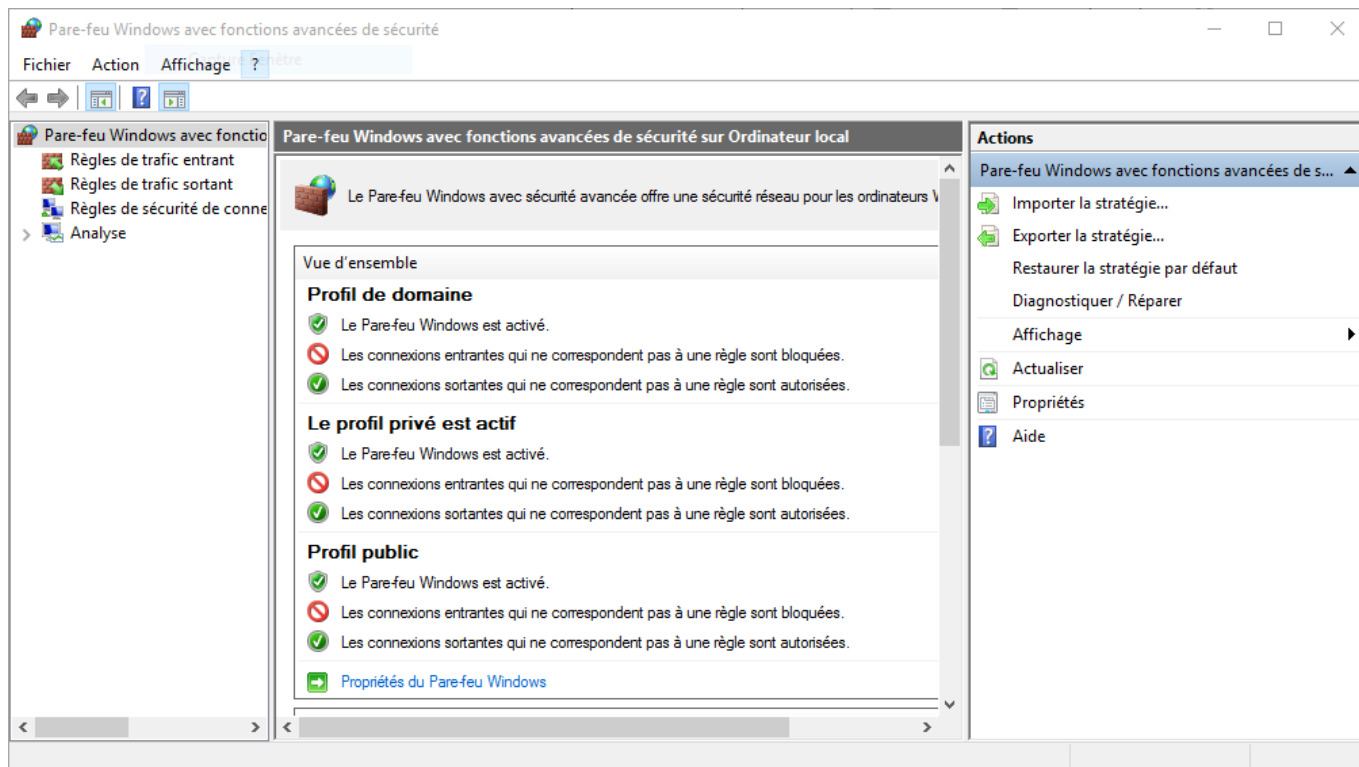 Pare-feu Windows avec fonctions avancées de sécurité
Fichier Action Affichage ?
Capture Fenêtre
Pare-feu Windows avec fonctio
Règles de trafic entrant
Règles de trafic sortant
Règles de sécurité de conne
Analyse
Pare-feu Windows avec fonctions avancées de sécurité sur Ordinateur local
Le Pare-feu Windows avec sécurité avancée offre une sécurité réseau pour les ordinateurs W
Vue d'ensemble
Profil de domaine
Le Pare-feu Windows est activé.
Les connexions entrantes qui ne correspondent pas à une règle sont bloquées.
Les connexions sortantes qui ne correspondent pas à une règle sont autorisées.
Le profil privé est actif
Le Pare-feu Windows est activé.
Les connexions entrantes qui ne correspondent pas à une règle sont bloquées.
Les connexions sortantes qui ne correspondent pas à une règle sont autorisées.
Profil public
Le Pare-feu Windows est activé.
Les connexions entrantes qui ne correspondent pas à une règle sont bloquées.
Les connexions sortantes qui ne correspondent pas à une règle sont autorisées.
Propriétés du Pare-feu Windows
Actions
Pare-feu Windows avec fonctions avancées de s...
Importer la stratégie...
Exporter la stratégie...
Restaurer la stratégie par défaut
Diagnostiquer / Réparer
Affichage
Actualiser
Propriétés
Aide